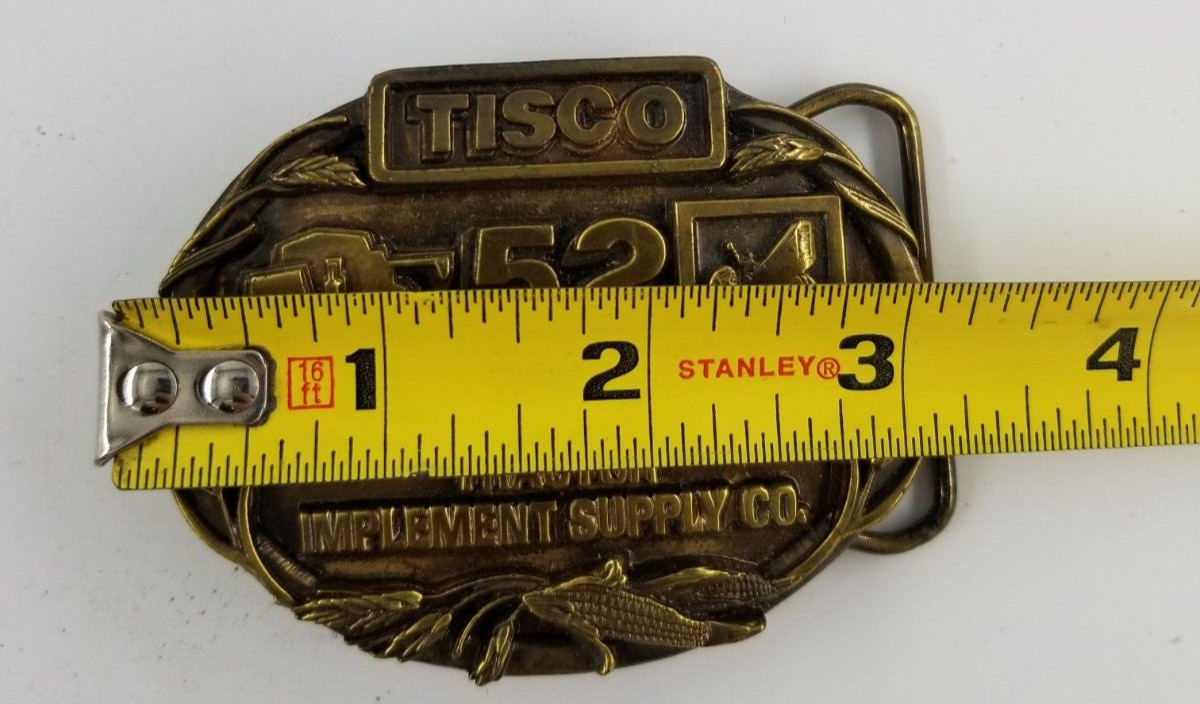 TISCO
52
16
ft
1 2 STANLEY® 3 4
IMPLEMENT SUPPLY CO.